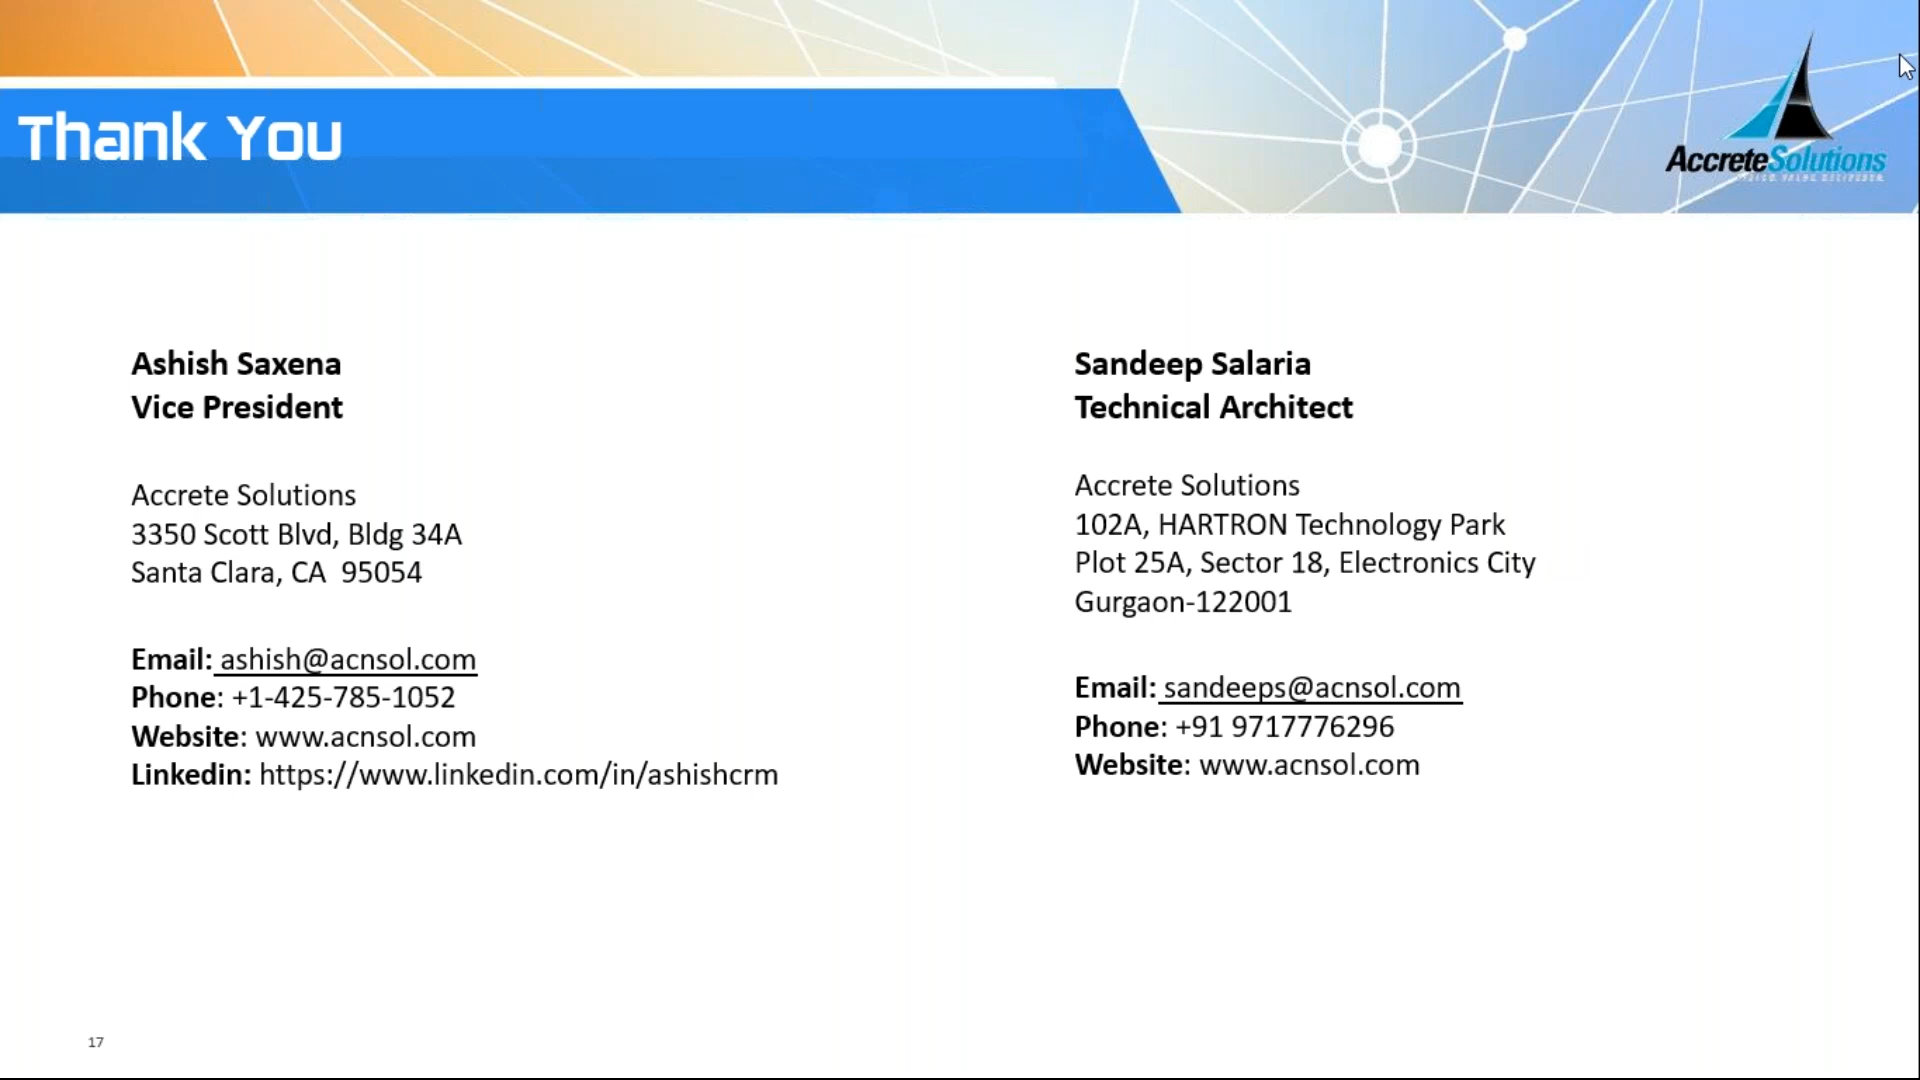 Thank You
AccreteSolutions
Ashish Saxena
Vice President
Accrete Solutions
3350 Scott Blvd, Bldg 34A
Santa Clara, CA  95054
Email: ashish@acnsol.com
Phone: +1-425-785-1052
Website: www.acnsol.com
Linkedin: https://www.linkedin.com/in/ashishcrm
Sandeep Salaria
Technical Architect
Accrete Solutions
102A, HARTRON Technology Park
Plot 25A, Sector 18, Electronics City
Gurgaon-122001
Email: sandeeps@acnsol.com
Phone: +91 9717776296
Website: www.acnsol.com
17